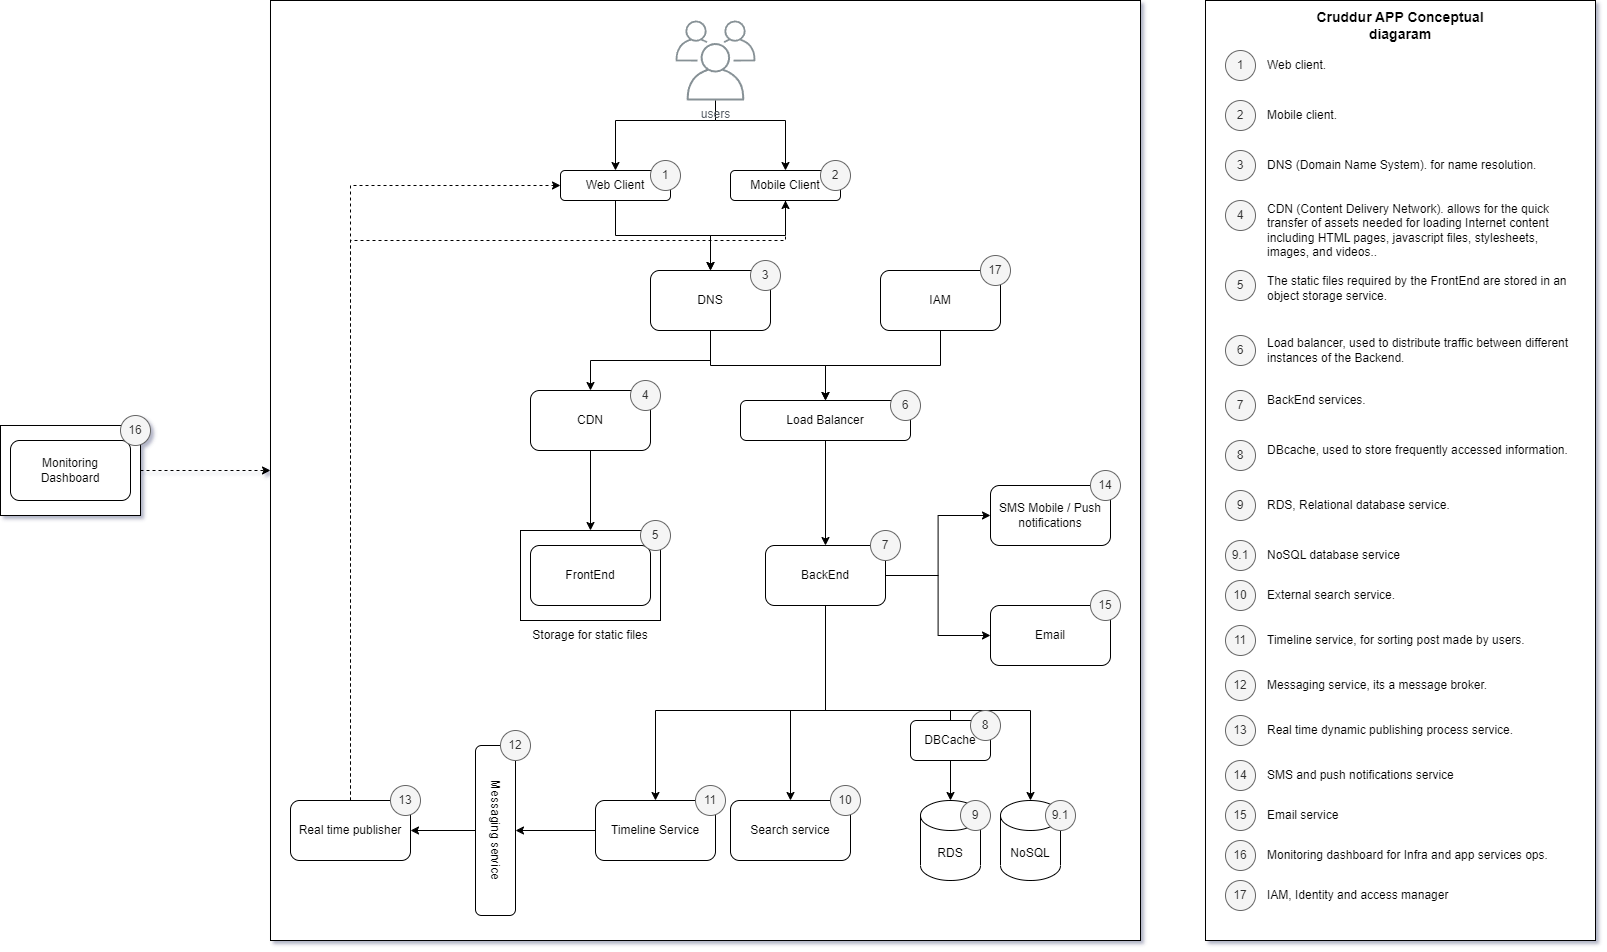 users
Web Client
1
Mobile Client
2
DNS
3
IAM
17
CDN
4
Load Balancer
6
Monitoring
Dashboard
16
SMS Mobile / Push
notifications
14
FrontEnd
5
Storage for static files
BackEnd
7
Email
15
DBCache
8
Messaging service
12
Real time publisher
13
Timeline Service
11
Search service
10
RDS
9
NoSQL
9.1
Cruddur APP Conceptual
diagaram
1
Web client.
2
Mobile client.
3
DNS (Domain Name System). for name resolution.
4
CDN (Content Delivery Network). allows for the quick
transfer of assets needed for loading Internet content
including HTML pages, javascript files, stylesheets,
images, and videos..
5
The static files required by the FrontEnd are stored in an
object storage service.
6
Load balancer, used to distribute traffic between different
instances of the Backend.
7
BackEnd services.
8
DBcache, used to store frequently accessed information.
9
RDS, Relational database service.
9.1
NoSQL database service
10
External search service.
11
Timeline service, for sorting post made by users.
12
Messaging service, its a message broker.
13
Real time dynamic publishing process service.
14
SMS and push notifications service
15
Email service
16
Monitoring dashboard for Infra and app services ops.
17
IAM, Identity and access manager